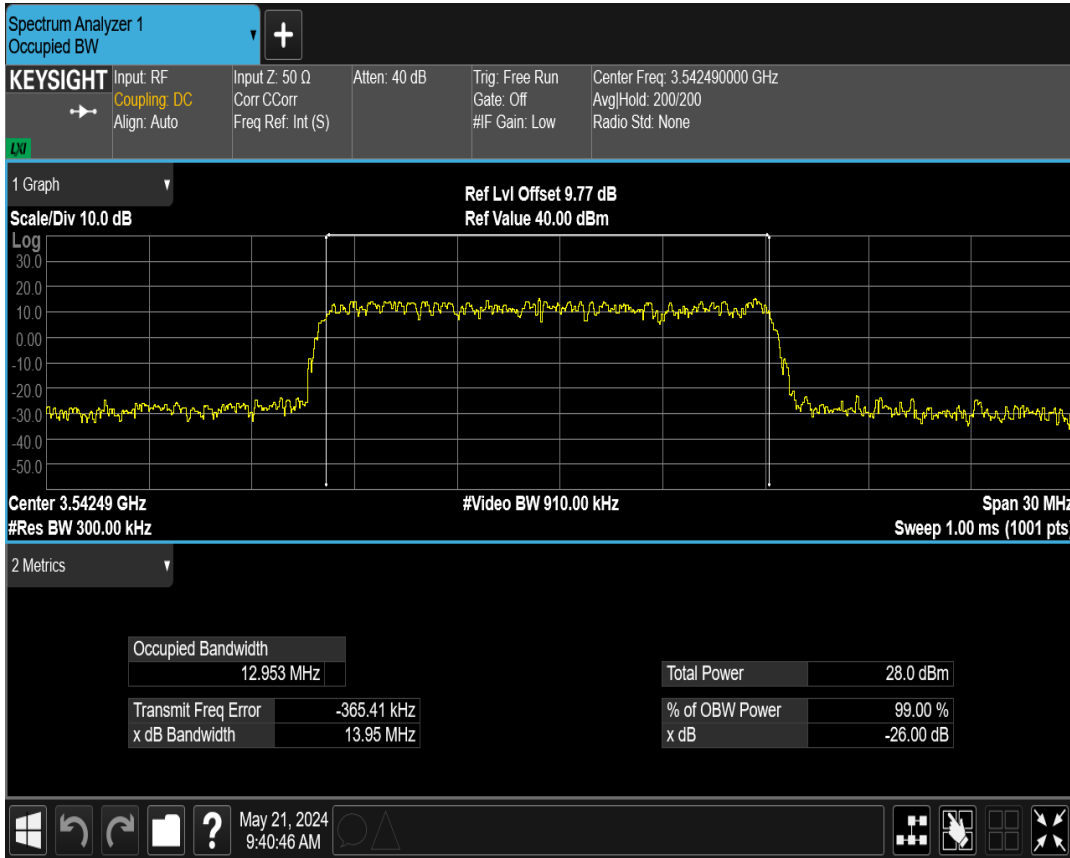 Spectrum Analyzer 1
Occupied BW
KEYSIGHT
LXI
Input: RF
Coupling: DC
Align: Auto
Input Z: 50 Ω
Corr CCorr
Freq Ref: Int (S)
Atten: 40 dB
Trig: Free Run
Gate: Off
#IF Gain: Low
Center Freq: 3.542490000 GHz
Avg|Hold: 200/200
Radio Std: None
1 Graph
Scale/Div 10.0 dB
Ref Lvl Offset 9.77 dB
Ref Value 40.00 dBm
Log
30.0
20.0
10.0
0.00
-10.0
-20.0
-30.0
-40.0
-50.0
Center 3.54249 GHz
#Res BW 300.00 kHz
#Video BW 910.00 kHz
Span 30 MHz
Sweep 1.00 ms (1001 pts)
2 Metrics
Occupied Bandwidth
12.953 MHz
Transmit Freq Error -365.41 kHz
x dB Bandwidth 13.95 MHz
Total Power 28.0 dBm
% of OBW Power 99.00 %
x dB -26.00 dB
?
May 21, 2024
9:40:46 AM